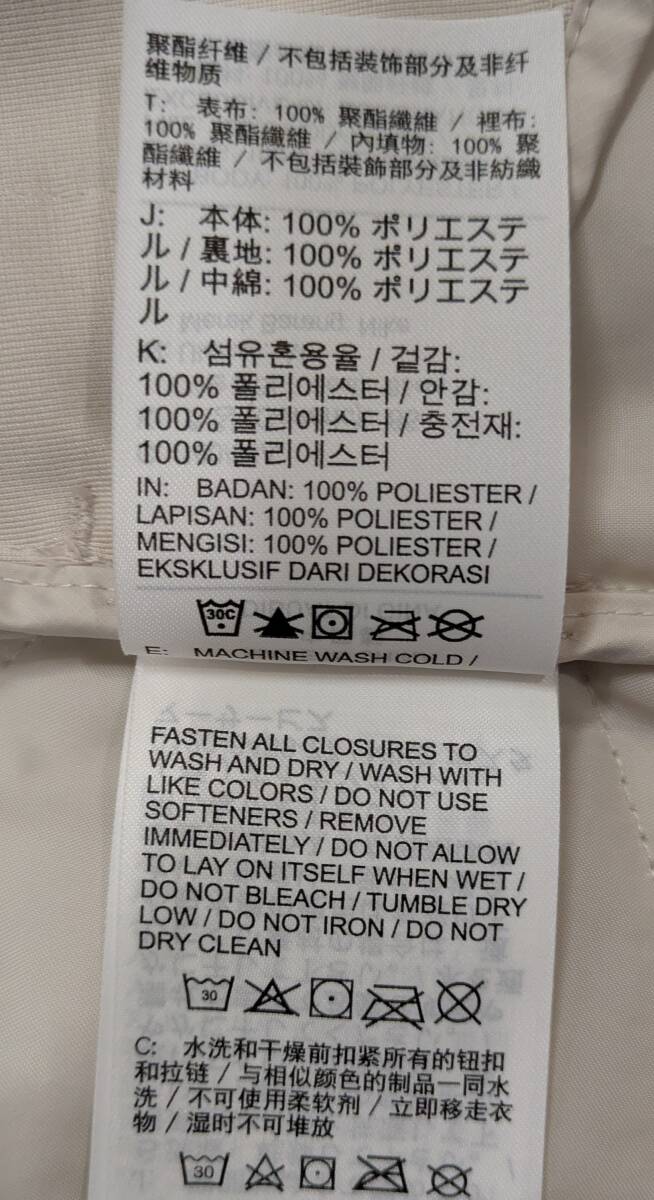 聚酯纤维 / 不包括装饰部分及非纤
维物质
T: 表布: 100% 聚酯纖維 / 裡布:
100% 聚酯纖維 / 內填物: 100% 聚
酯纖維 / 不包括裝飾部分及非紡織
材料
J: 本体: 100% ポリエステ
ル / 裏地: 100% ポリエステ
ル / 中綿: 100% ポリエステ
ル
K: 섬유혼용율 / 겉감:
100% 폴리에스터 / 안감:
100% 폴리에스터 / 충전재:
100% 폴리에스터
IN: BADAN: 100% POLIESTER /
LAPISAN: 100% POLIESTER /
MENGISI: 100% POLIESTER /
EKSKLUSIF DARI DEKORASI
30C
E: MACHINE WASH COLD /
FASTEN ALL CLOSURES TO
WASH AND DRY / WASH WITH
LIKE COLORS / DO NOT USE
SOFTENERS / REMOVE
IMMEDIATELY / DO NOT ALLOW
TO LAY ON ITSELF WHEN WET /
DO NOT BLEACH / TUMBLE DRY
LOW / DO NOT IRON / DO NOT
DRY CLEAN
30
C: 水洗和干燥前扣紧所有的钮扣
和拉链 / 与相似颜色的制品一同水
洗 / 不可使用柔软剂 / 立即移走衣
物 / 湿时不可堆放
30